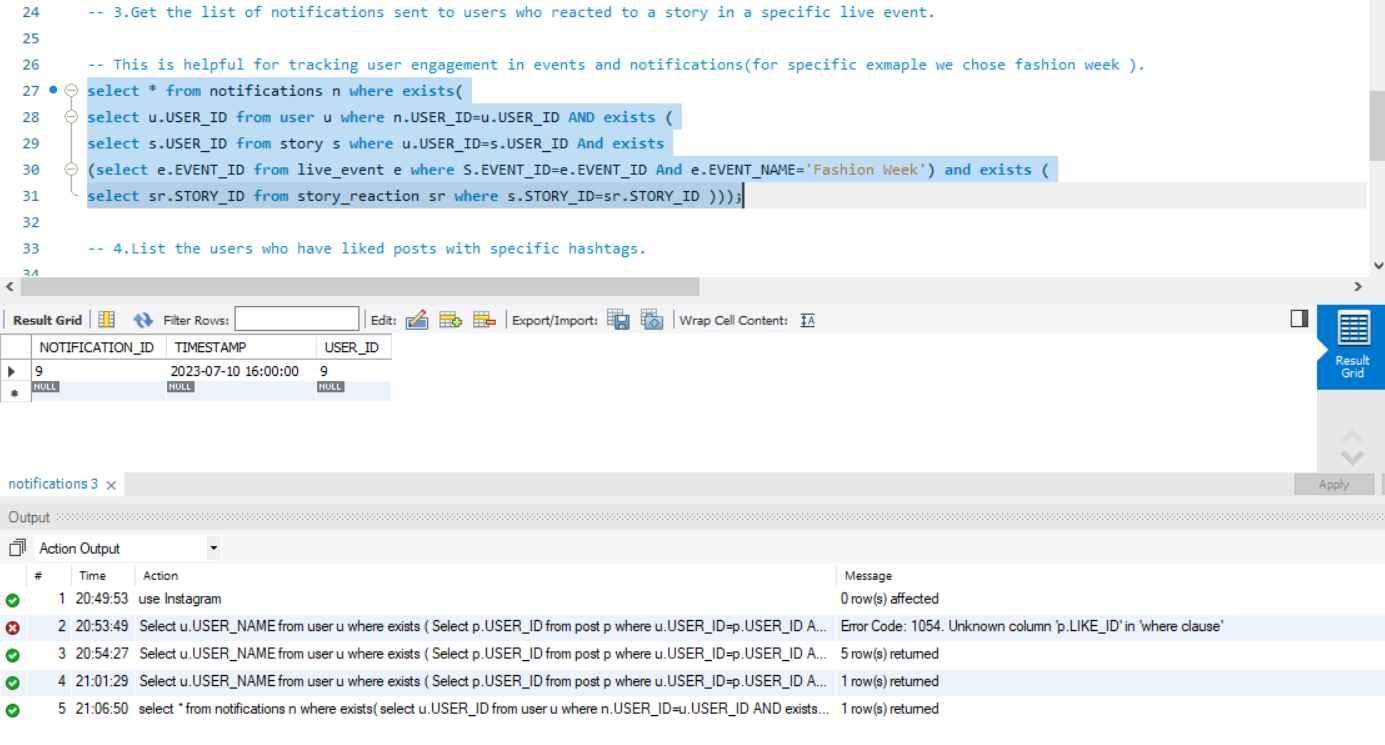 24 -- 3.Get the list of notifications sent to users who reacted to a story in a specific live event.
25
26 -- This is helpful for tracking user engagement in events and notifications(for specific exmaple we chose fashion week ).
27 select * from notifications n where exists(
28 select u.USER_ID from user u where n.USER_ID=u.USER_ID AND exists (
29 select s.USER_ID from story s where u.USER_ID=s.USER_ID And exists
30 (select e.EVENT_ID from live_event e where S.EVENT_ID=e.EVENT_ID And e.EVENT_NAME='Fashion Week') and exists (
31 select sr.STORY_ID from story_reaction sr where s.STORY_ID=sr.STORY_ID )));
32
33 -- 4.List the users who have liked posts with specific hashtags.
34
Result Grid Filter Rows: Edit: Export/Import: Wrap Cell Content: IA
NOTIFICATION_ID TIMESTAMP USER_ID
9 2023-07-10 16:00:00 9
NULL NULL NULL
Result
Grid
notifications 3 Apply
Output
Action Output
# Time Action Message
1 20:49:53 use Instagram 0 row(s) affected
2 20:53:49 Select u.USER_NAME from user u where exists ( Select p.USER_ID from post p where u.USER_ID=p.USER_ID A... Error Code: 1054. Unknown column 'p.LIKE_ID' in 'where clause'
3 20:54:27 Select u.USER_NAME from user u where exists ( Select p.USER_ID from post p where u.USER_ID=p.USER_ID A... 5 row(s) returned
4 21:01:29 Select u.USER_NAME from user u where exists ( Select p.USER_ID from post p where u.USER_ID=p.USER_ID A... 1 row(s) returned
5 21:06:50 select * from notifications n where exists( select u.USER_ID from user u where n.USER_ID=u.USER_ID AND exists... 1 row(s) returned